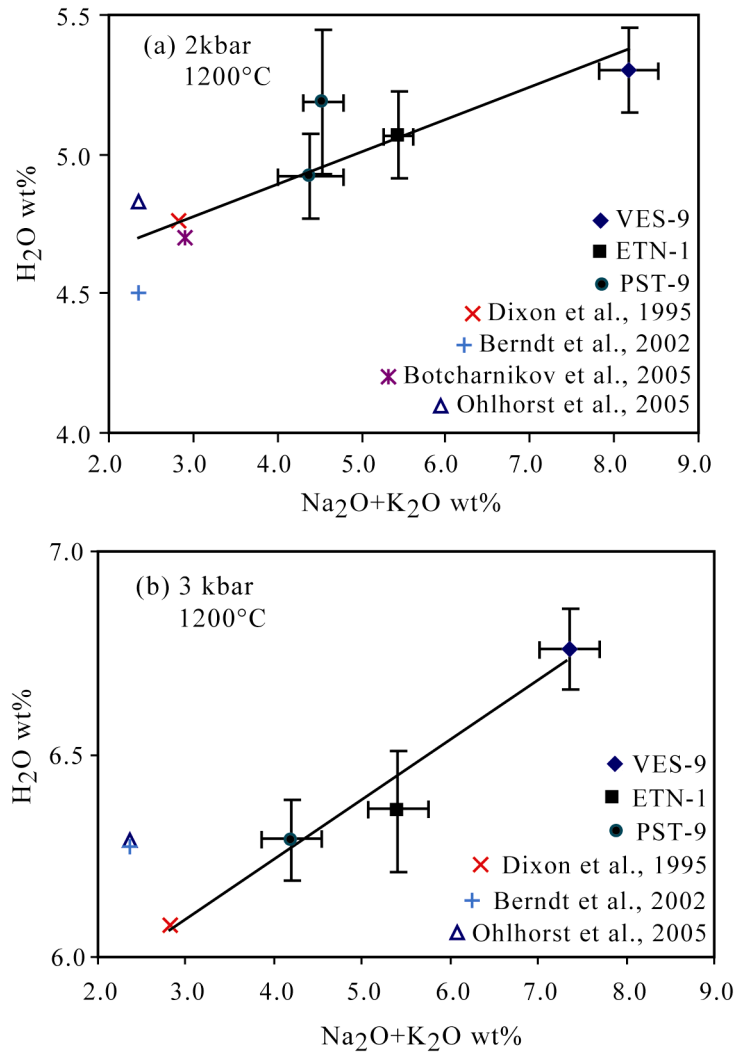 5.5
(a) 2kbar
1200°C
5.0
H2O wt%
VES-9
ETN-1
PST-9
4.5
Dixon et al., 1995
Berndt et al., 2002
Botcharnikov et al., 2005
Ohlhorst et al., 2005
4.0
2.0 3.0 4.0 5.0 6.0 7.0 8.0 9.0
Na2O+K2O wt%
7.0
(b) 3 kbar
1200°C
H2O wt%
6.5
VES-9
ETN-1
PST-9
Dixon et al., 1995
Berndt et al., 2002
Ohlhorst et al., 2005
6.0
2.0 3.0 4.0 5.0 6.0 7.0 8.0 9.0
Na2O+K2O wt%